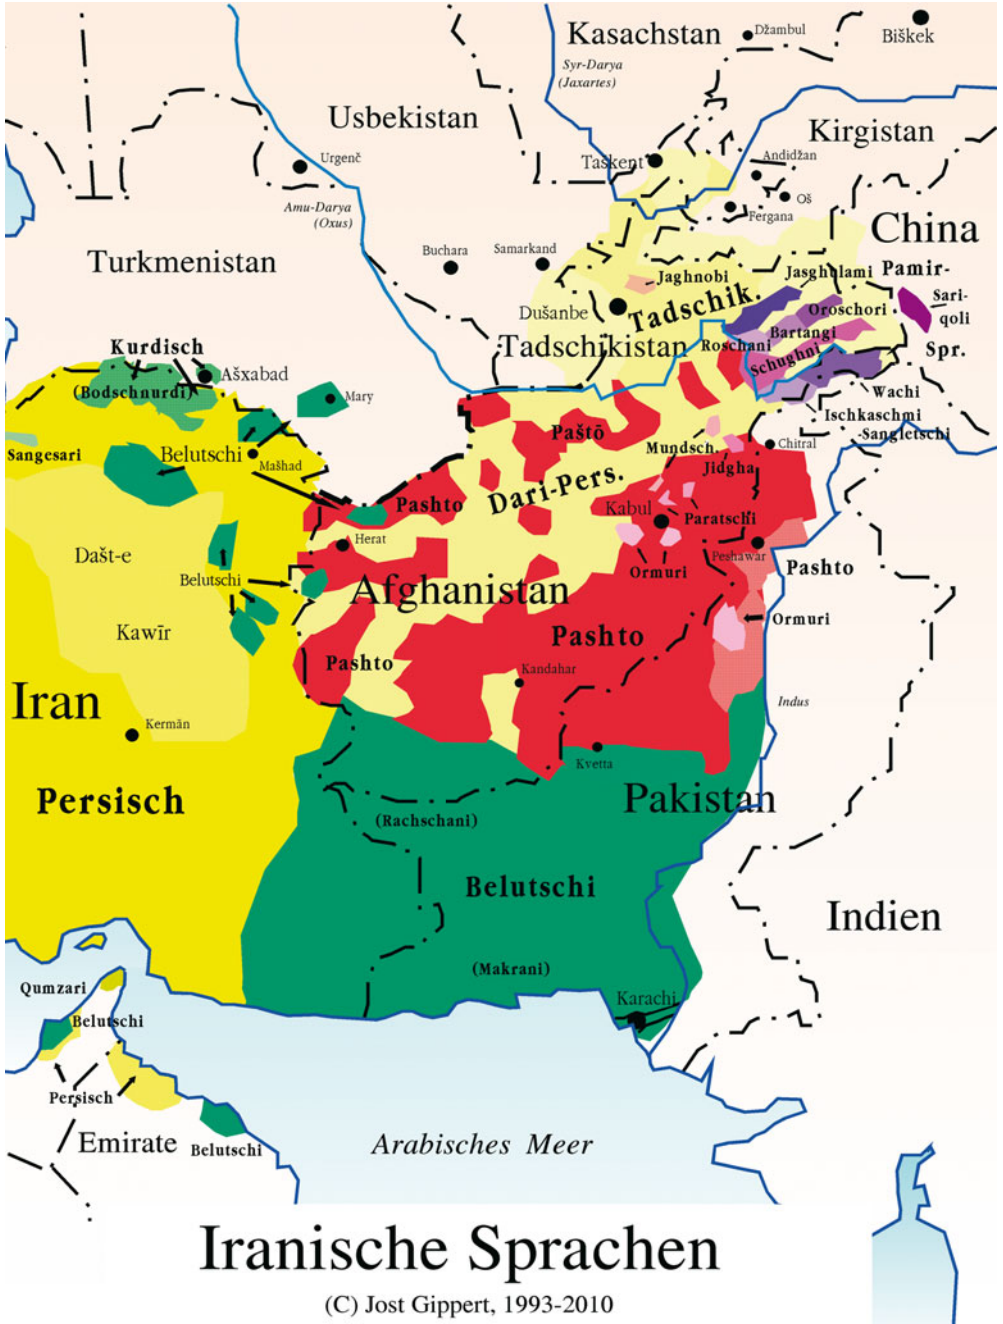 Kasachstan
Džambul
Biškek
Syr-Darya
(Jaxartes)
Usbekistan
Kirgistan
Urgenč
Taškent
Andidžan
Oš
Amu-Darya
(Oxus)
Fergana
China
Buchara
Samarkand
Turkmenistan
Jaghnobi
Jasghulami
Pamir-
Sari-
qoli
Spr.
Dušanbe
Tadschik.
Oroschori
Bartangi
Tadschikistan
Roschani
Schughni
Kurdisch
(Bodschnurdi)
Ašxabad
Mary
Wachi
Ischkaschmi
-Sangletschi
Sangesari
Belutschi
Mašhad
Paštō
Mundsch.
Chitral
Jidgha
Pashto
Dari-Pers.
Kabul
Paratschi
Dašt-e
Herat
Peshawar
Belutschi
Afghanistan
Ormuri
Pashto
Kawīr
Pashto
Ormuri
Pashto
Kandahar
Iran
Kermān
Indus
Kvetta
Persisch
Pakistan
(Rachschani)
Belutschi
Indien
(Makrani)
Qumzari
Karachi
Belutschi
Persisch
Emirate
Belutschi
Arabisches Meer
Iranische Sprachen
(C) Jost Gippert, 1993-2010